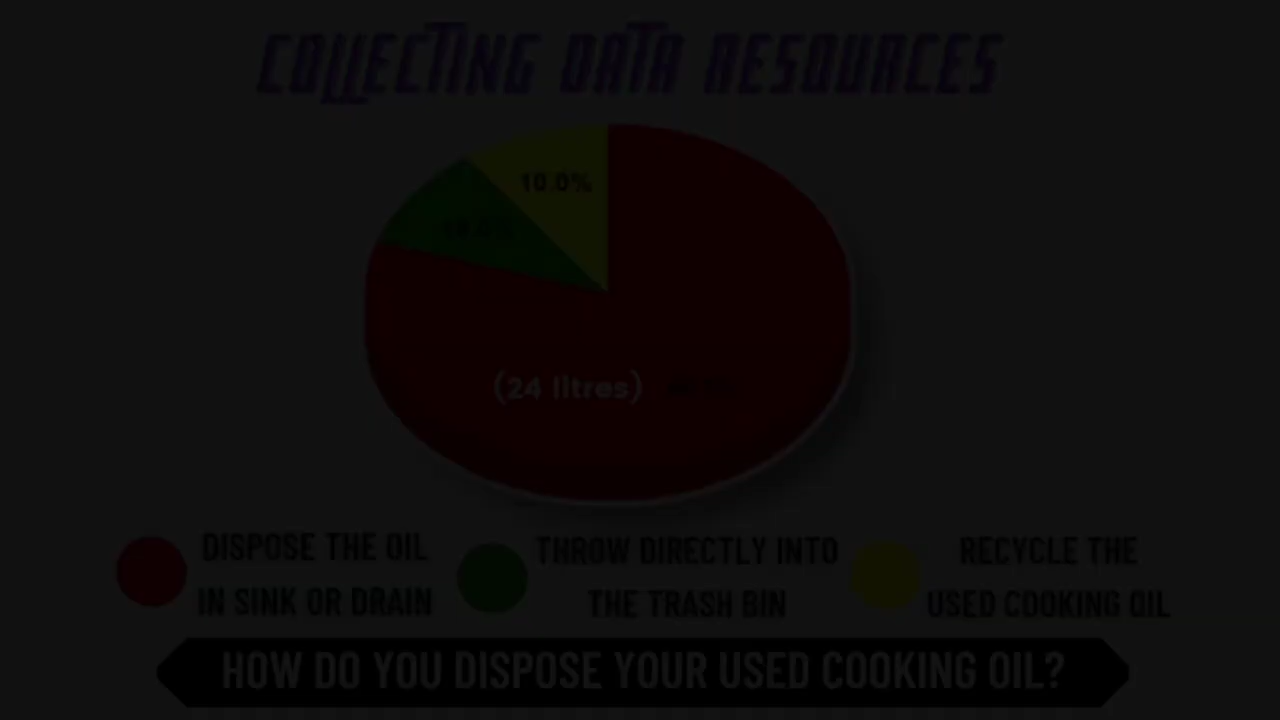 COLLECTING DATA RESOURCES
10.0%
(24 litres)
DISPOSE THE OIL
IN SINK OR DRAIN
THROW DIRECTLY INTO
THE TRASH BIN
RECYCLE THE
USED COOKING OIL
HOW DO YOU DISPOSE YOUR USED COOKING OIL?